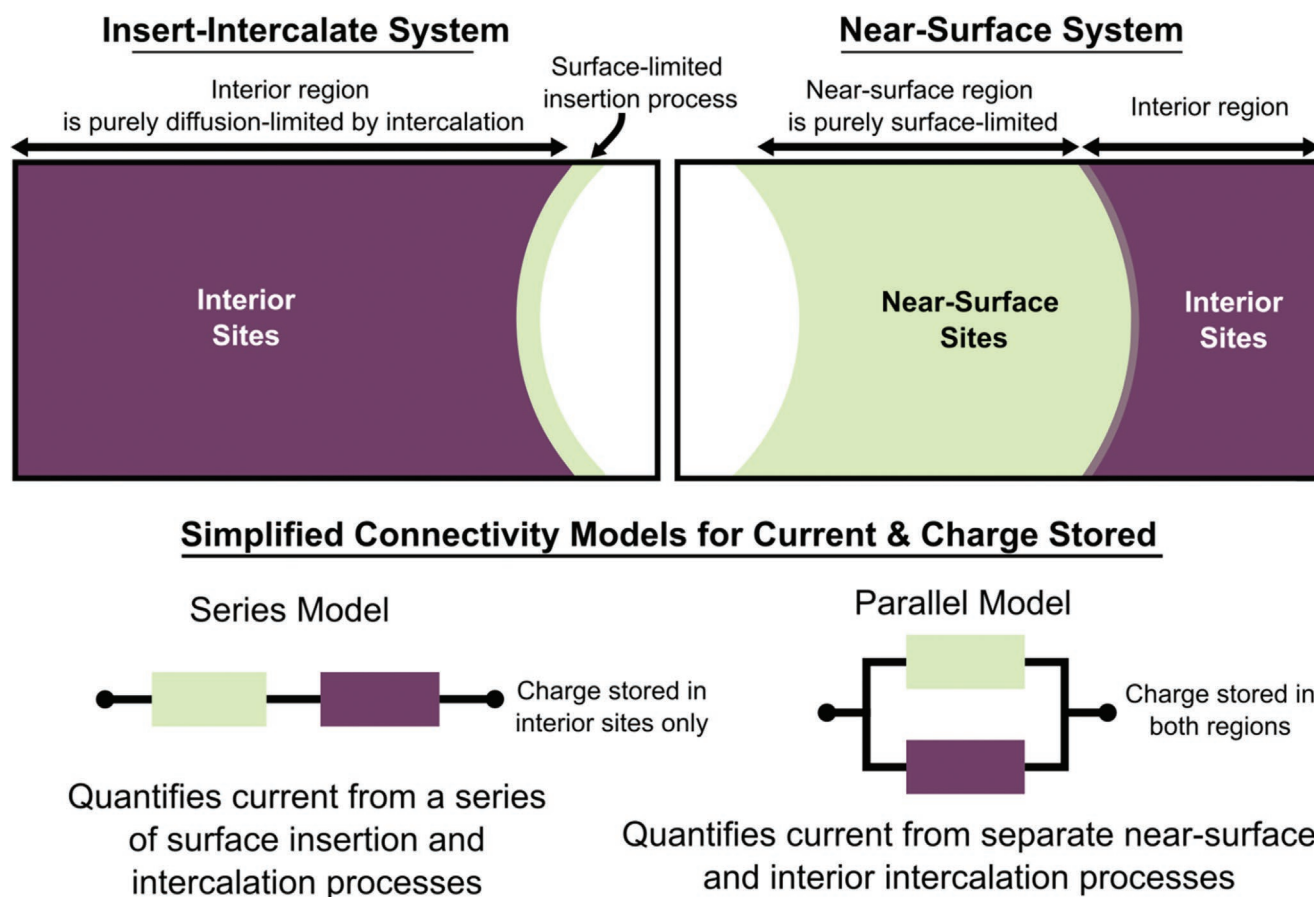 Insert-Intercalate System
Interior region
is purely diffusion-limited by intercalation
Surface-limited
insertion process
Interior
Sites
Near-Surface System
Near-surface region
is purely surface-limited
Interior region
Near-Surface
Sites
Interior
Sites
Simplified Connectivity Models for Current & Charge Stored
Series Model
Charge stored in
interior sites only
Quantifies current from a series
of surface insertion and
intercalation processes
Parallel Model
Charge stored in
both regions
Quantifies current from separate near-surface
and interior intercalation processes